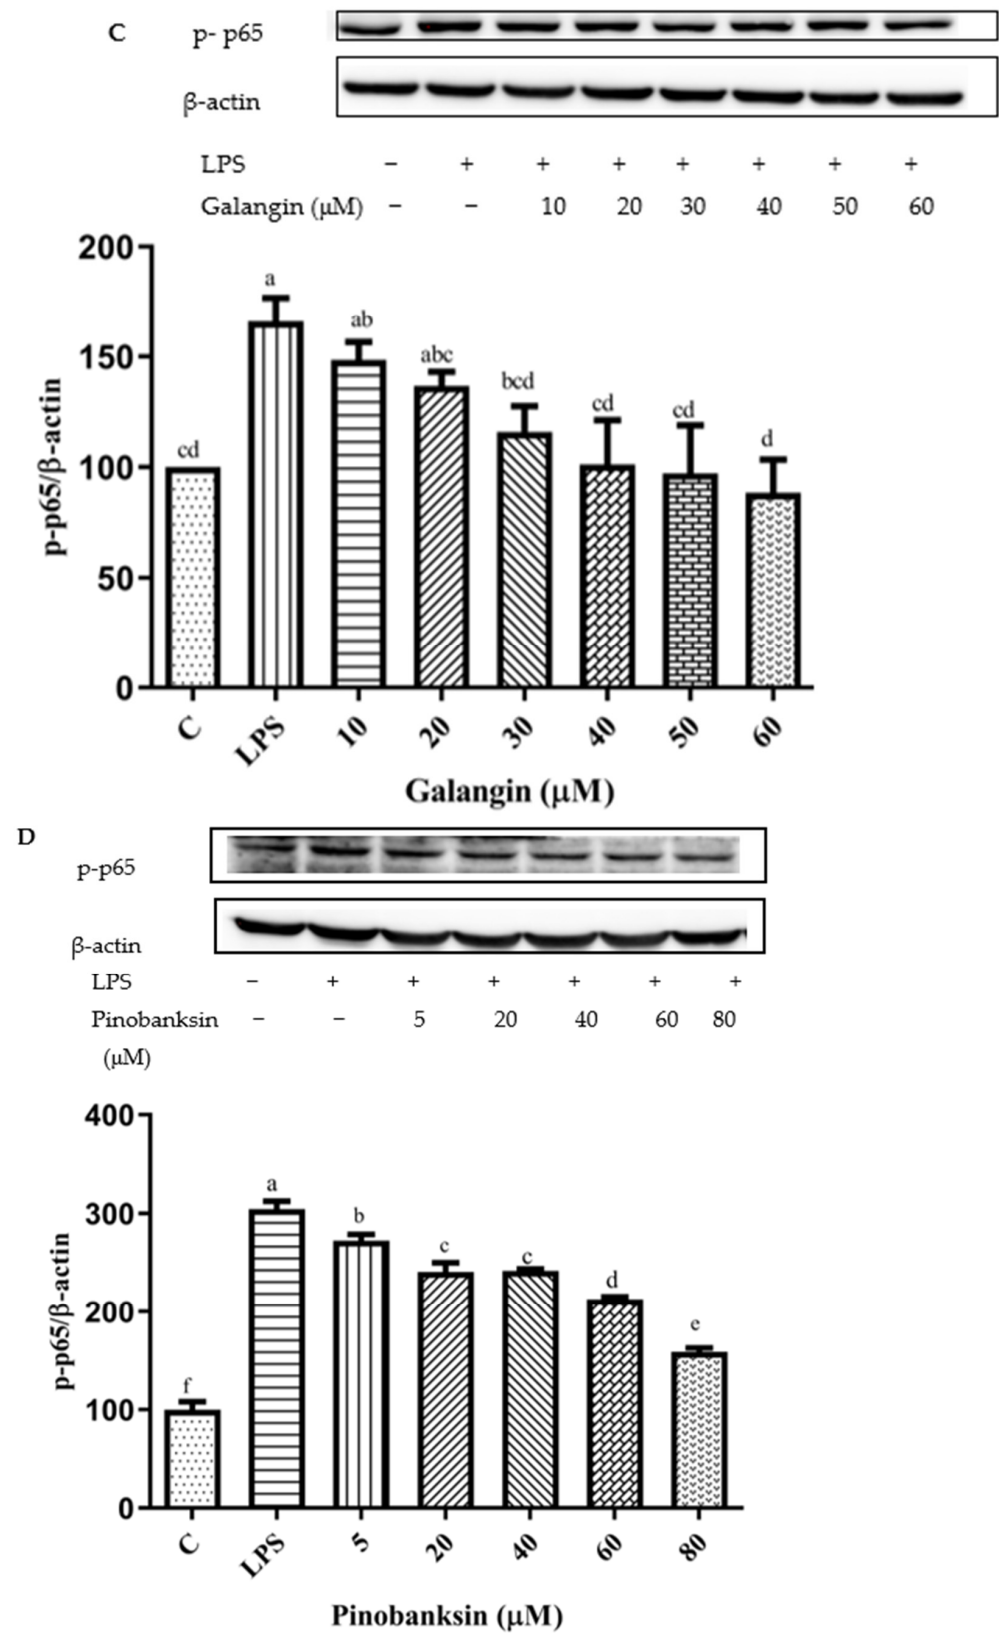 C p- p65
β-actin
LPS − + + + + + + +
Galangin (μM) − − 10 20 30 40 50 60
200
150
100
50
0
p-p65/β-actin
cd a ab abc bcd cd cd d
C LPS 10 20 30 40 50 60
Galangin (μM)
D
p-p65
β-actin
LPS − + + + + + +
Pinobanksin − − 5 20 40 60 80
(μM)
400
300
200
100
0
p-p65/β-actin
f a b c c d e
C LPS 5 20 40 60 80
Pinobanksin (μM)